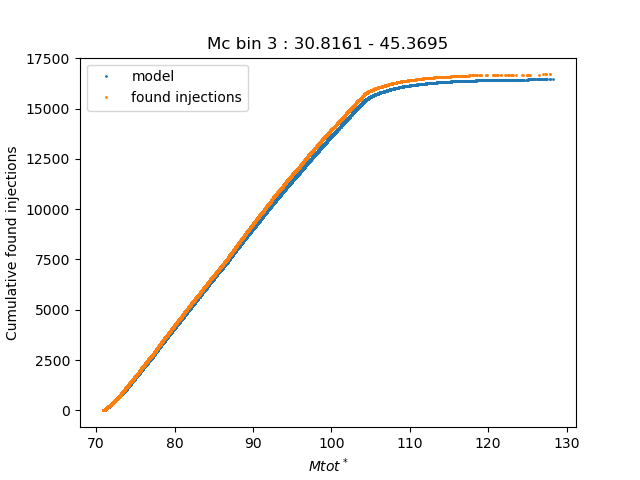 Mc bin 3 : 30.8161 - 45.3695
17500
15000
12500
10000
7500
5000
2500
0
Cumulative found injections
model
found injections
70 80 90 100 110 120 130
Mtot*